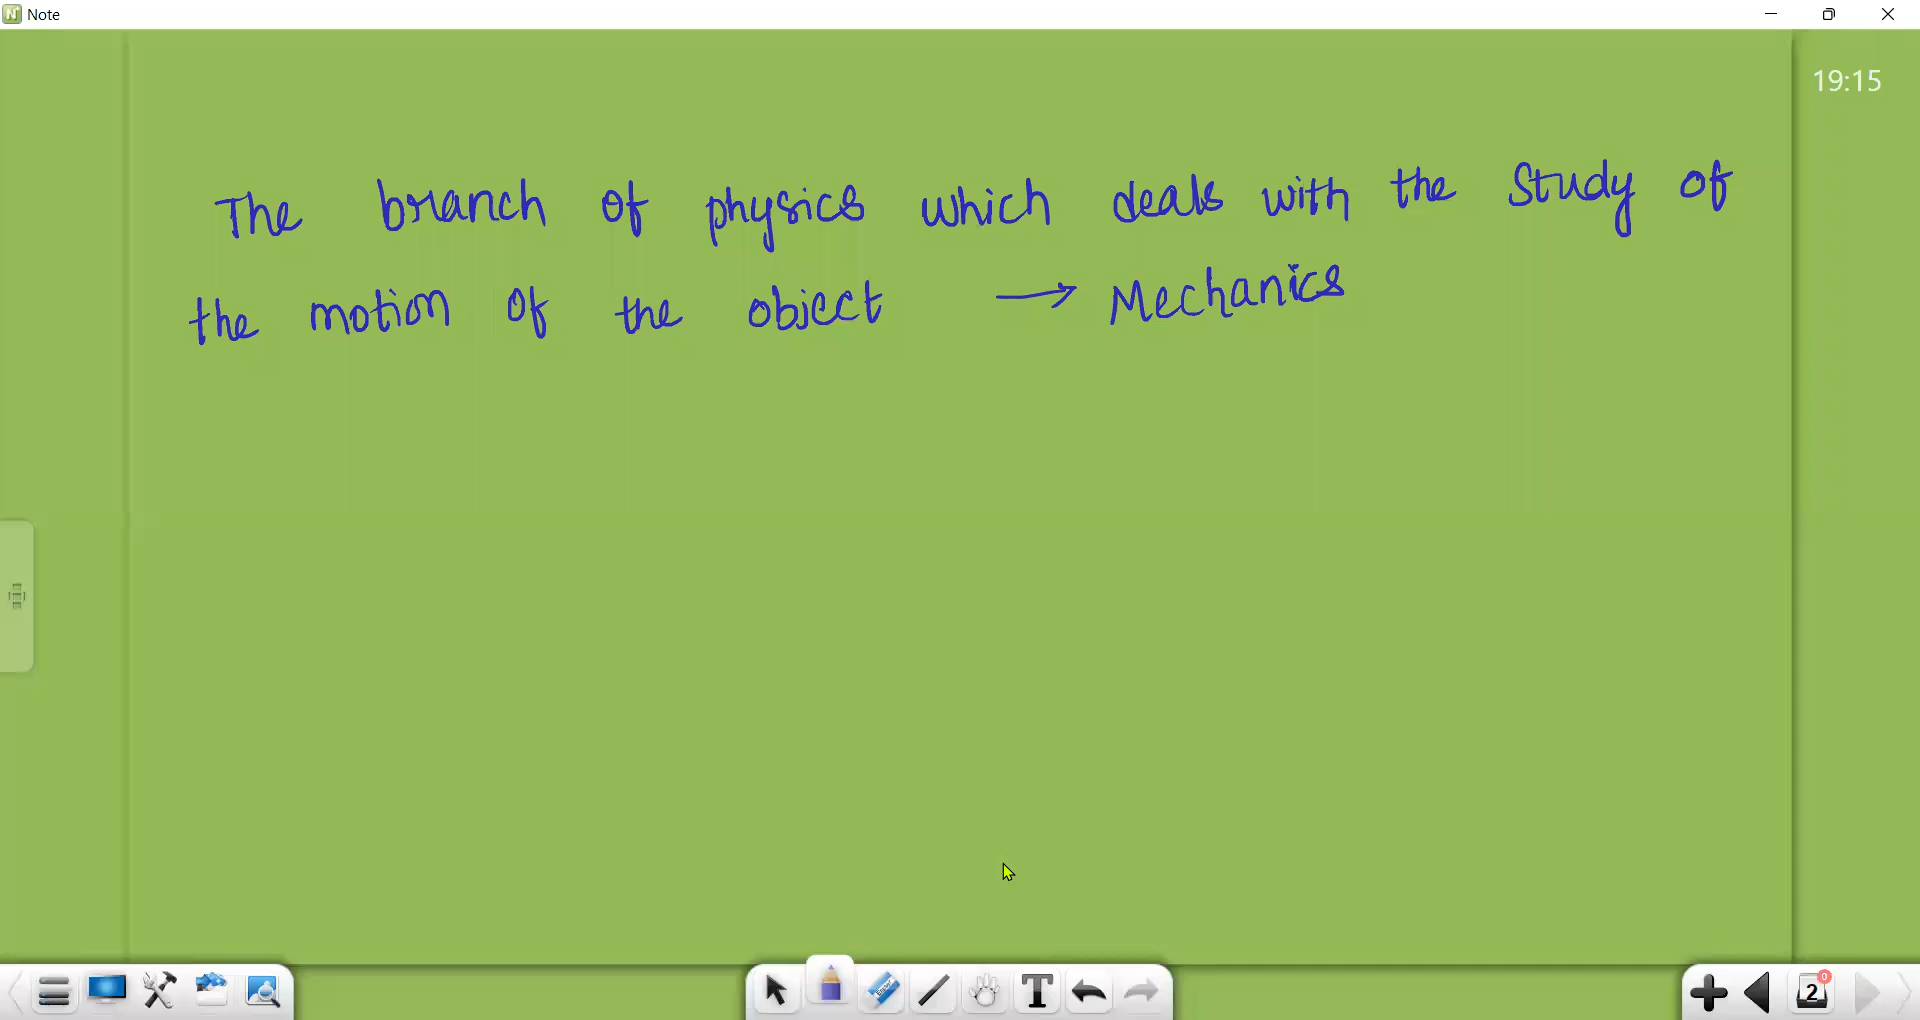 Note
19:15
The branch of physics which deals with the study of
the motion of the object → Mechanics
T
2
0